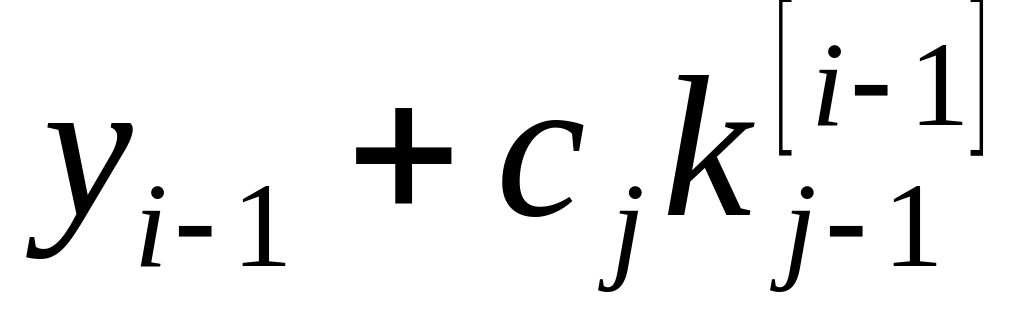 y_{i-1} + c_j k_{j-1}^{[i-1]}